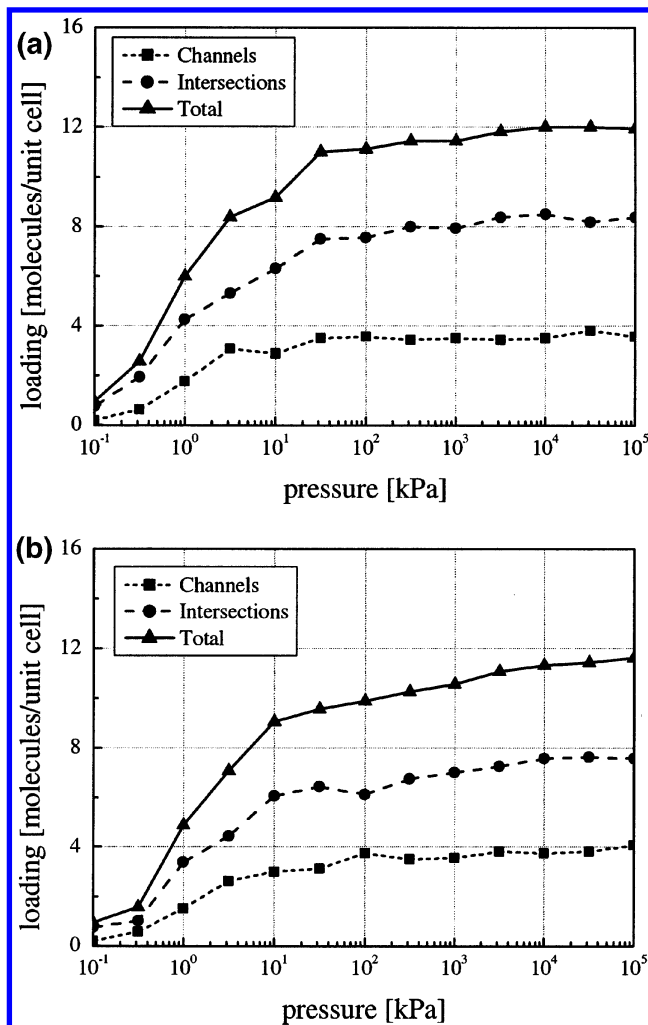 (a)
Channels
Intersections
Total
16
12
8
4
0
loading [molecules/unit cell]
10-1
10^0
10^1
10^2
10^3
10^4
10^5
pressure [kPa]
(b)
Channels
Intersections
Total
16
12
8
4
0
loading [molecules/unit cell]
10-1
10^0
10^1
10^2
10^3
10^4
10^5
pressure [kPa]